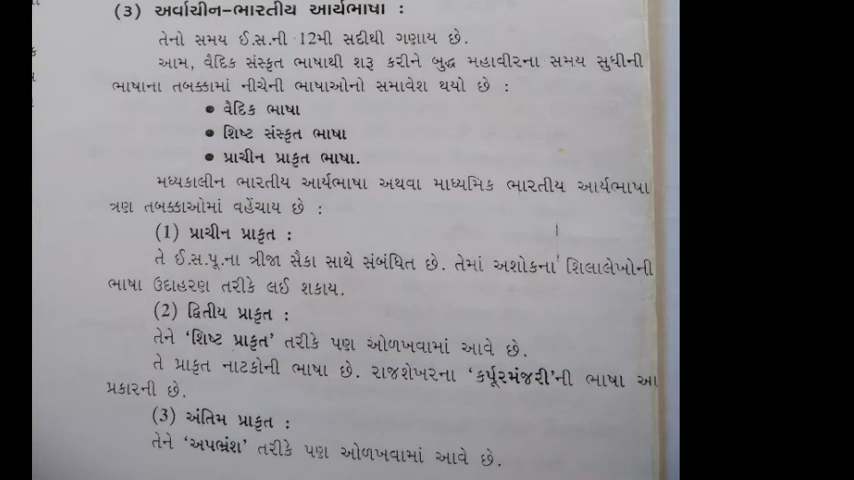 (3) અર્વાચીન-ભારતીય આર્યભાષા :
તેનો સમય ઈ.સ.ની 12મી સદીથી ગણાય છે.
આમ, વૈદિક સંસ્કૃત ભાષાથી શરૂ કરીને બુદ્ધ મહાવીરના સમય સુધીની
ભાષાના તબક્કામાં નીચેની ભાષાઓનો સમાવેશ થયો છે :
● વૈદિક ભાષા
● શિષ્ટ સંસ્કૃત ભાષા
● પ્રાચીન પ્રાકૃત ભાષા.
મધ્યકાલીન ભારતીય આર્યભાષા અથવા માધ્યમિક ભારતીય આર્યભાષા
ત્રણ તબક્કાઓમાં વહેંચાય છે :
(1) પ્રાચીન પ્રાકૃત :
તે ઈ.સ.પૂ.ના ત્રીજા સૈકા સાથે સંબંધિત છે. તેમાં અશોકના શિલાલેખોની
ભાષા ઉદાહરણ તરીકે લઈ શકાય.
(2) દ્વિતીય પ્રાકૃત :
તેને ‘શિષ્ટ પ્રાકૃત’ તરીકે પણ ઓળખવામાં આવે છે.
તે પ્રાકૃત નાટકોની ભાષા છે. રાજશેખરના ‘કર્પૂરમંજરી’ની ભાષા આ
પ્રકારની છે.
(3) અંતિમ પ્રાકૃત :
તેને ‘અપભ્રંશ’ તરીકે પણ ઓળખવામાં આવે છે.